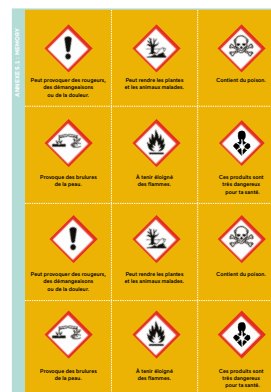 ANNEXE 5.2 : MEMORY
Peut provoquer des rougeurs,
des démangeaisons
ou de la douleur.
Peut rendre les plantes
et les animaux malades.
Contient du poison.
Provoque des brulures
de la peau.
À tenir éloigné
des flammes.
Ces produits sont
très dangereux
pour ta santé.
Peut provoquer des rougeurs,
des démangeaisons
ou de la douleur.
Peut rendre les plantes
et les animaux malades.
Contient du poison.
Provoque des brulures
de la peau.
À tenir éloigné
des flammes.
Ces produits sont
très dangereux
pour ta santé.